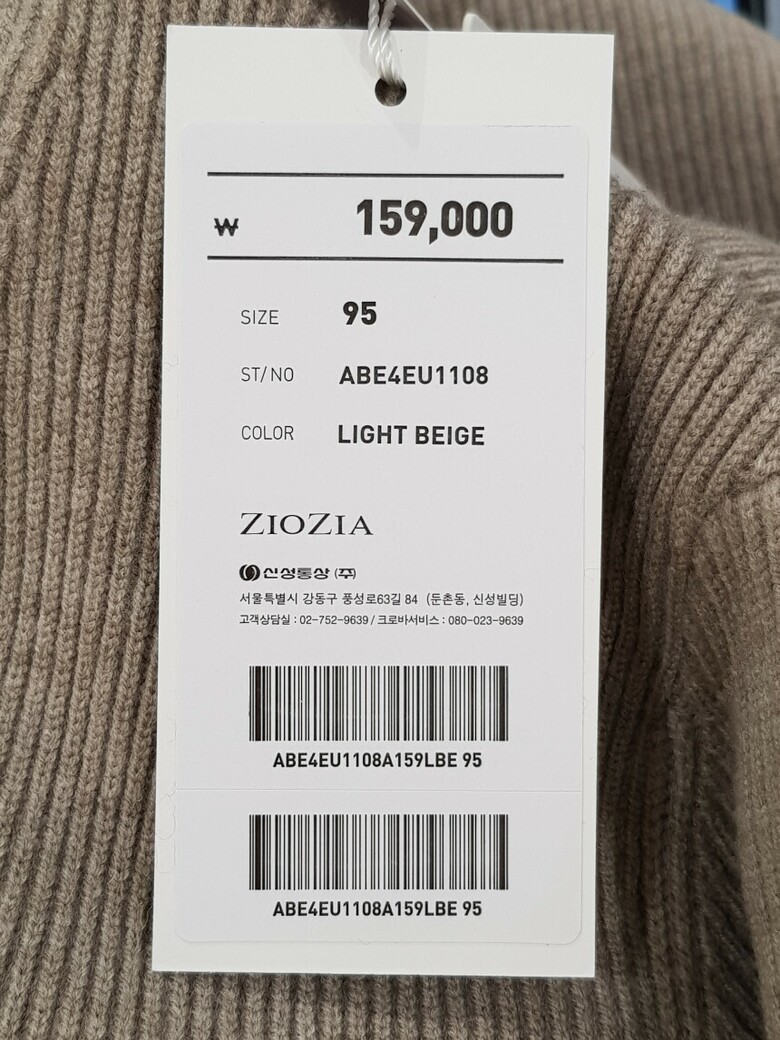 ₩ 159,000
SIZE 95
ST/NO ABE4EU1108
COLOR LIGHT BEIGE
ZIOZIA
신성통상 (주)
서울특별시 강동구 풍성로63길 84 (둔촌동, 신성빌딩)
고객상담실 : 02-752-9639 / 크로바서비스 : 080-023-9639
ABE4EU1108A159LBE 95
ABE4EU1108A159LBE 95